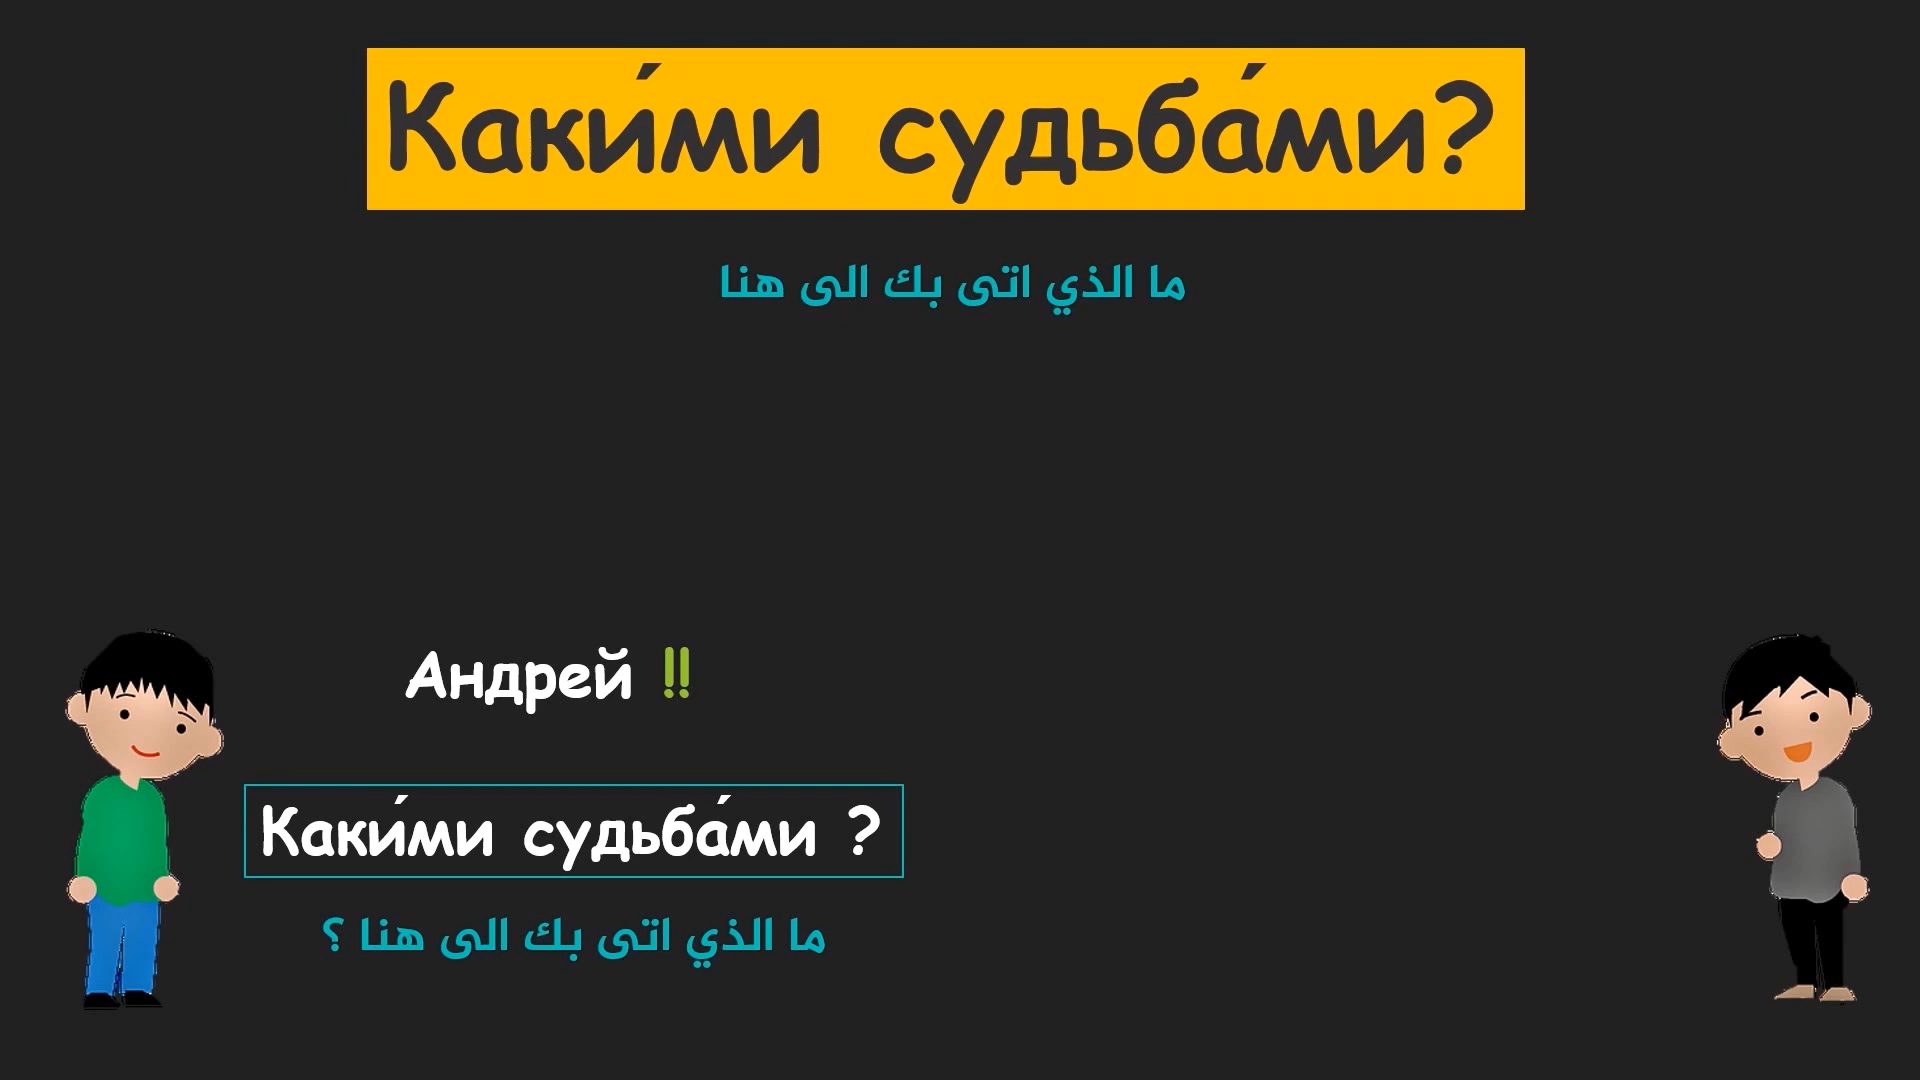 Каки́ми судьба́ми?
ما الذي اتى بك الى هنا
Андрей !!
Каки́ми судьба́ми ?
ما الذي اتى بك الى هنا ؟